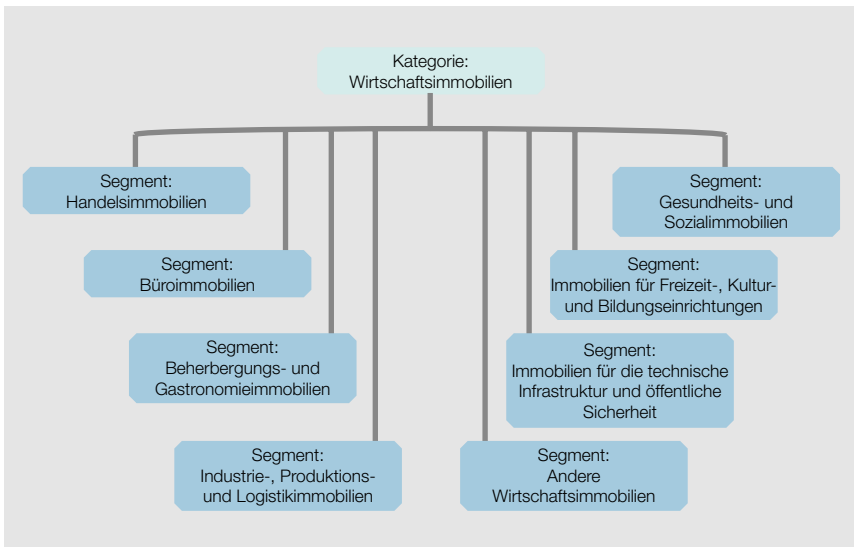 Kategorie:
Wirtschaftsimmobilien
Segment:
Handelsimmobilien
Segment:
Gesundheits- und
Sozialimmobilien
Segment:
Büroimmobilien
Segment:
Immobilien für Freizeit-, Kultur-
und Bildungseinrichtungen
Segment:
Beherbergungs- und
Gastronomieimmobilien
Segment:
Immobilien für die technische
Infrastruktur und öffentliche
Sicherheit
Segment:
Industrie-, Produktions-
und Logistikimmobilien
Segment:
Andere
Wirtschaftsimmobilien